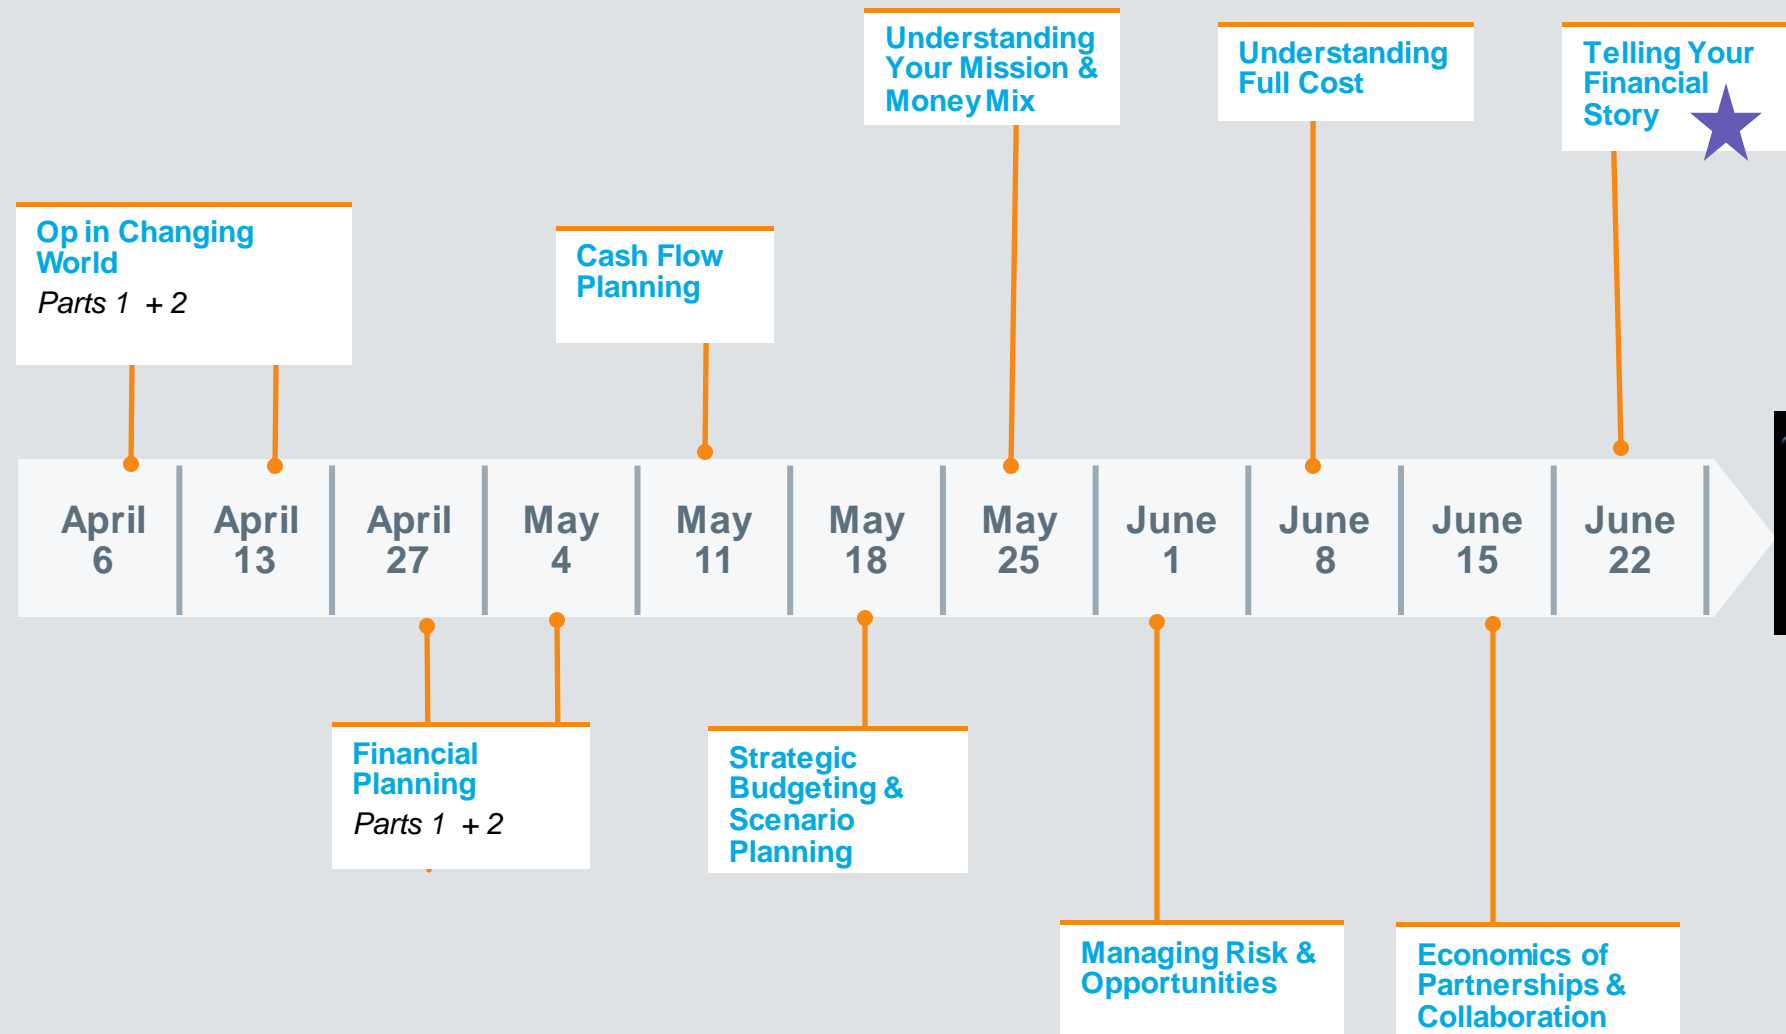 Understanding
Your Mission &
Money Mix
Understanding
Full Cost
Telling Your
Financial
Story
Op in Changing
World
Parts 1 + 2
Cash Flow
Planning
April
6
April
13
April
27
May
4
May
11
May
18
May
25
June
1
June
8
June
15
June
22
Financial
Planning
Parts 1 + 2
Strategic
Budgeting &
Scenario
Planning
Managing Risk &
Opportunities
Economics of
Partnerships &
Collaboration